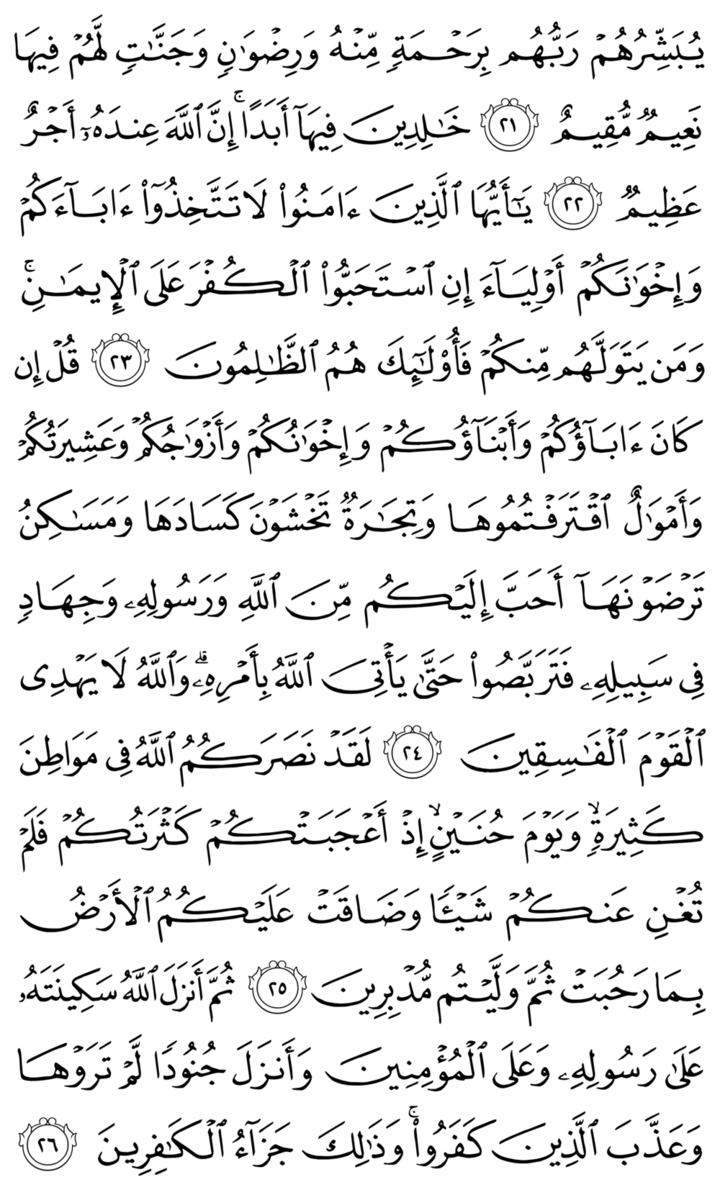 يُبَشِّرُهُمۡ رَبُّهُم بِرَحۡمَةٖ مِّنۡهُ وَرِضۡوَٰنٖ وَجَنَّٰتٖ لَّهُمۡ فِيهَا
نَعِيمٞ مُّقِيمٌ ٢١ خَٰلِدِينَ فِيهَآ أَبَدًاۚ إِنَّ ٱللَّهَ عِندَهُۥٓ أَجۡرٌ
عَظِيمٞ ٢٢ يَٰٓأَيُّهَا ٱلَّذِينَ ءَامَنُواْ لَا تَتَّخِذُوٓاْ ءَابَآءَكُمۡ
وَإِخۡوَٰنَكُمۡ أَوۡلِيَآءَ إِنِ ٱسۡتَحَبُّواْ ٱلۡكُفۡرَ عَلَى ٱلۡإِيمَٰنِۚ
وَمَن يَتَوَلَّهُم مِّنكُمۡ فَأُوْلَٰٓئِكَ هُمُ ٱلظَّٰلِمُونَ ٢٣ قُلۡ إِن
كَانَ ءَابَآؤُكُمۡ وَأَبۡنَآؤُكُمۡ وَإِخۡوَٰنُكُمۡ وَأَزۡوَٰجُكُمۡ وَعَشِيرَتُكُمۡ
وَأَمۡوَٰلٌ ٱقۡتَرَفۡتُمُوهَا وَتِجَٰرَةٞ تَخۡشَوۡنَ كَسَادَهَا وَمَسَٰكِنُ
تَرۡضَوۡنَهَآ أَحَبَّ إِلَيۡكُم مِّنَ ٱللَّهِ وَرَسُولِهِۦ وَجِهَادٖ
فِي سَبِيلِهِۦ فَتَرَبَّصُواْ حَتَّىٰ يَأۡتِيَ ٱللَّهُ بِأَمۡرِهِۦۗ وَٱللَّهُ لَا يَهۡدِي
ٱلۡقَوۡمَ ٱلۡفَٰسِقِينَ ٢٤ لَقَدۡ نَصَرَكُمُ ٱللَّهُ فِي مَوَاطِنَ
كَثِيرَةٖۙ وَيَوۡمَ حُنَيۡنٍۙ إِذۡ أَعۡجَبَتۡكُمۡ كَثۡرَتُكُمۡ فَلَمۡ
تُغۡنِ عَنكُمۡ شَيۡـٔٗا وَضَاقَتۡ عَلَيۡكُمُ ٱلۡأَرۡضُ
بِمَا رَحُبَتۡ ثُمَّ وَلَّيۡتُم مُّدۡبِرِينَ ٢٥ ثُمَّ أَنزَلَ ٱللَّهُ سَكِينَتَهُۥ
عَلَىٰ رَسُولِهِۦ وَعَلَى ٱلۡمُؤۡمِنِينَ وَأَنزَلَ جُنُودٗا لَّمۡ تَرَوۡهَا
وَعَذَّبَ ٱلَّذِينَ كَفَرُواْۚ وَذَٰلِكَ جَزَآءُ ٱلۡكَٰفِرِينَ ٢٦